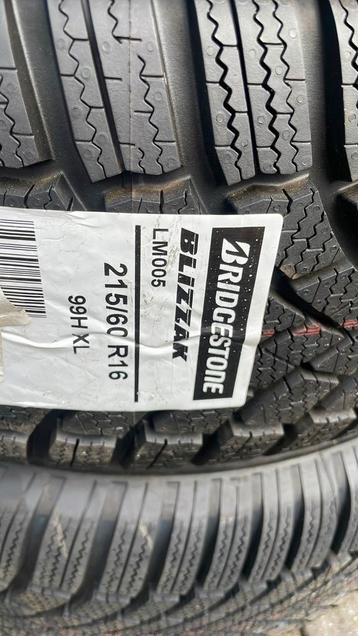 BRIDGESTONE
BLIZZAK
LM005
215/60 R16
99H XL